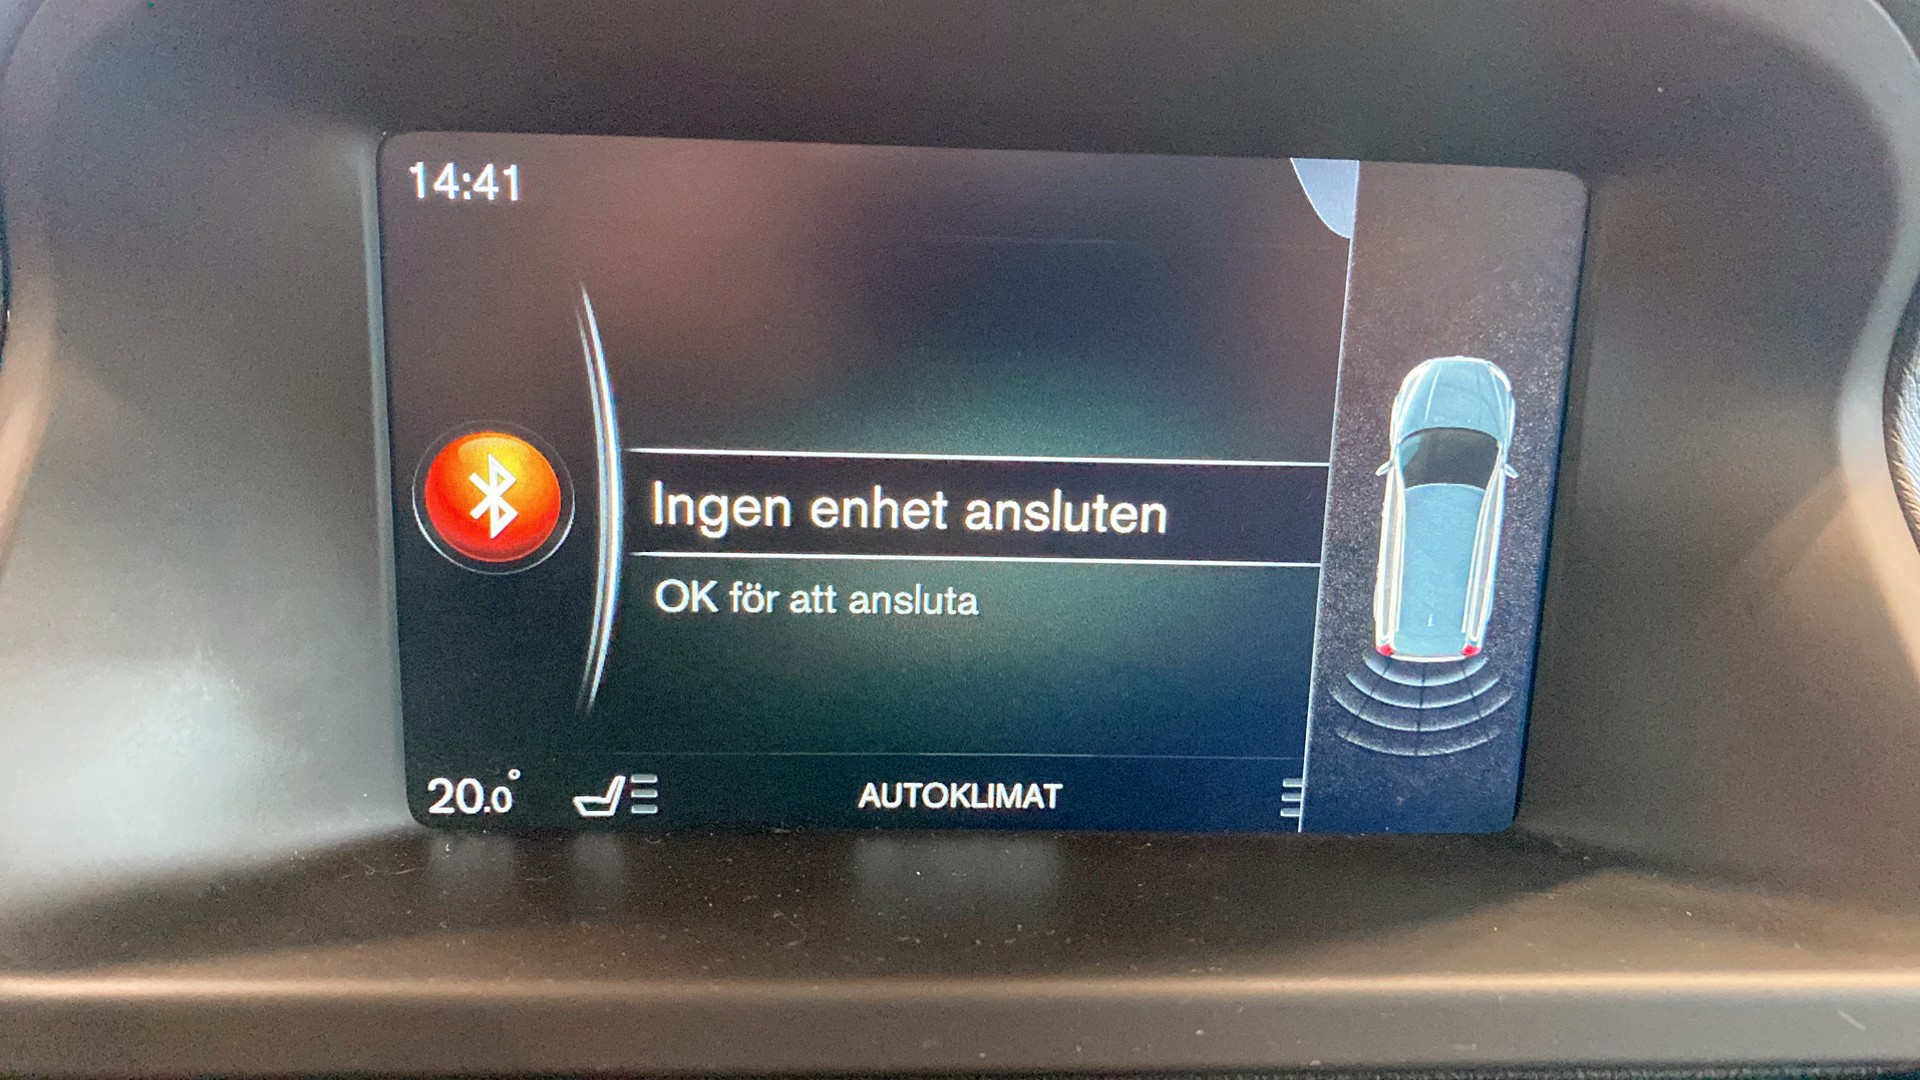 14:41
Ingen enhet ansluten
OK för att ansluta
20.0° AUTOKLIMAT